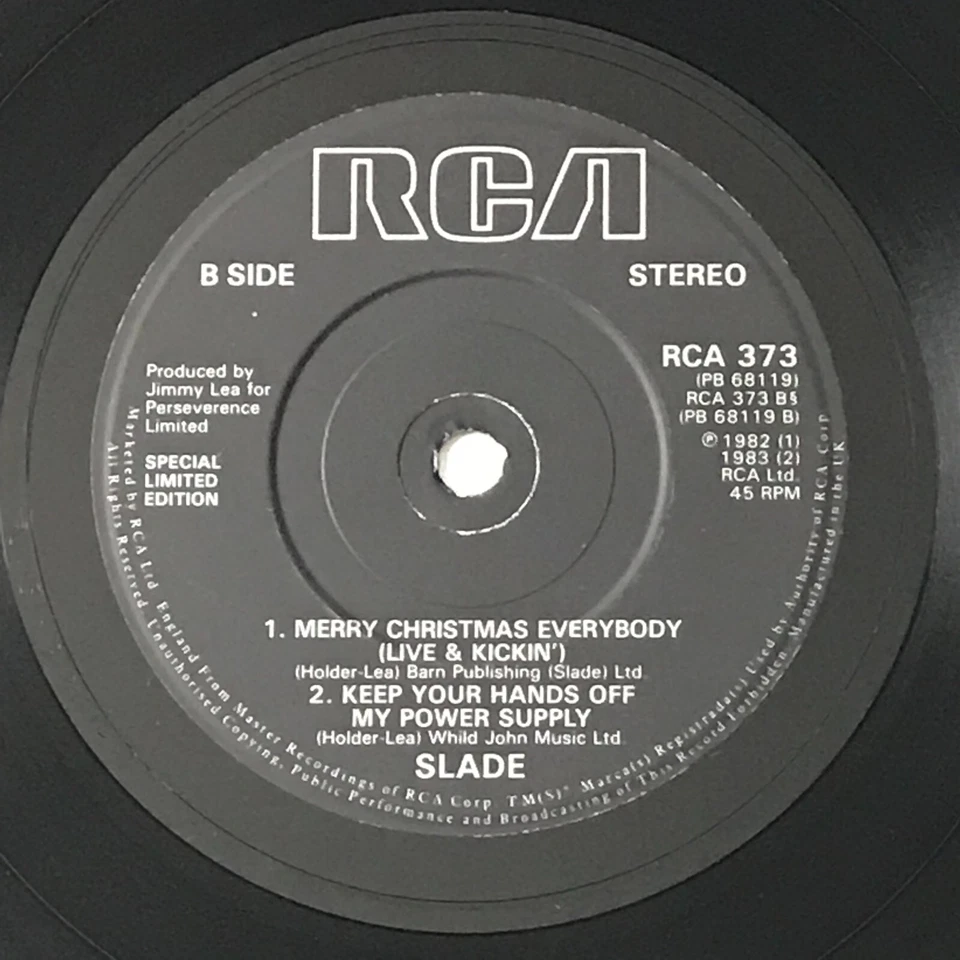 RCA
B SIDE
STEREO
Produced by
Jimmy Lea for
Perseverence
Limited
SPECIAL
LIMITED
EDITION
RCA 373
(PB 68119)
RCA 373 B§
(PB 68119 B)
℗ 1982 (1)
1983 (2)
RCA Ltd.
45 RPM
1. MERRY CHRISTMAS EVERYBODY
(LIVE & KICKIN')
(Holder-Lea) Barn Publishing (Slade) Ltd.
2. KEEP YOUR HANDS OFF
MY POWER SUPPLY
(Holder-Lea) Whild John Music Ltd.
SLADE
Marketed by RCA Ltd. England From Master Recordings of RCA Corp. TM(S)® Marca(s) Registrada(s) Used by Authority of RCA Corp
All Rights Reserved. Unauthorised Copying, Public Performance and Broadcasting of This Record Forbidden. Manufactured in the UK